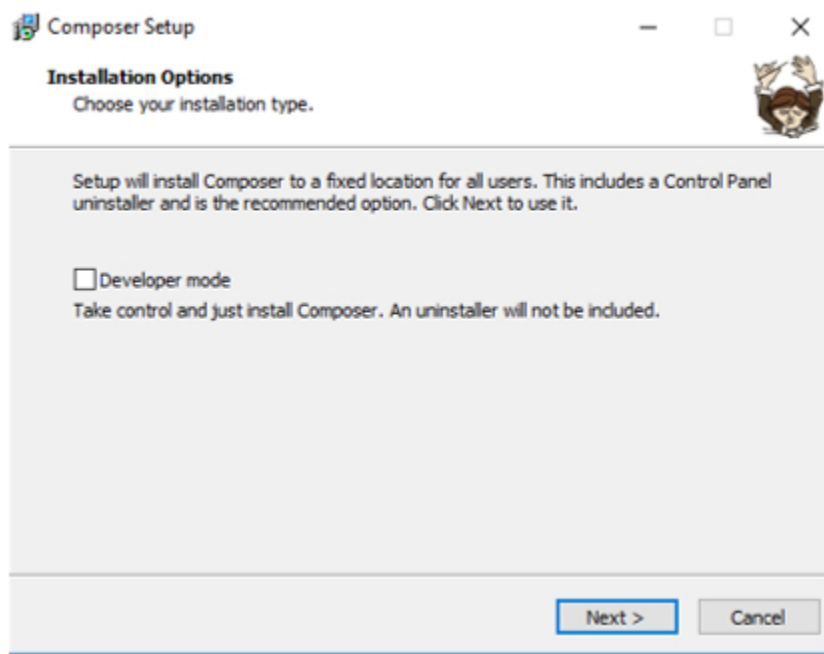 Composer Setup
Installation Options
Choose your installation type.
Setup will install Composer to a fixed location for all users. This includes a Control Panel
uninstaller and is the recommended option. Click Next to use it.
Developer mode
Take control and just install Composer. An uninstaller will not be included.
Next >
Cancel